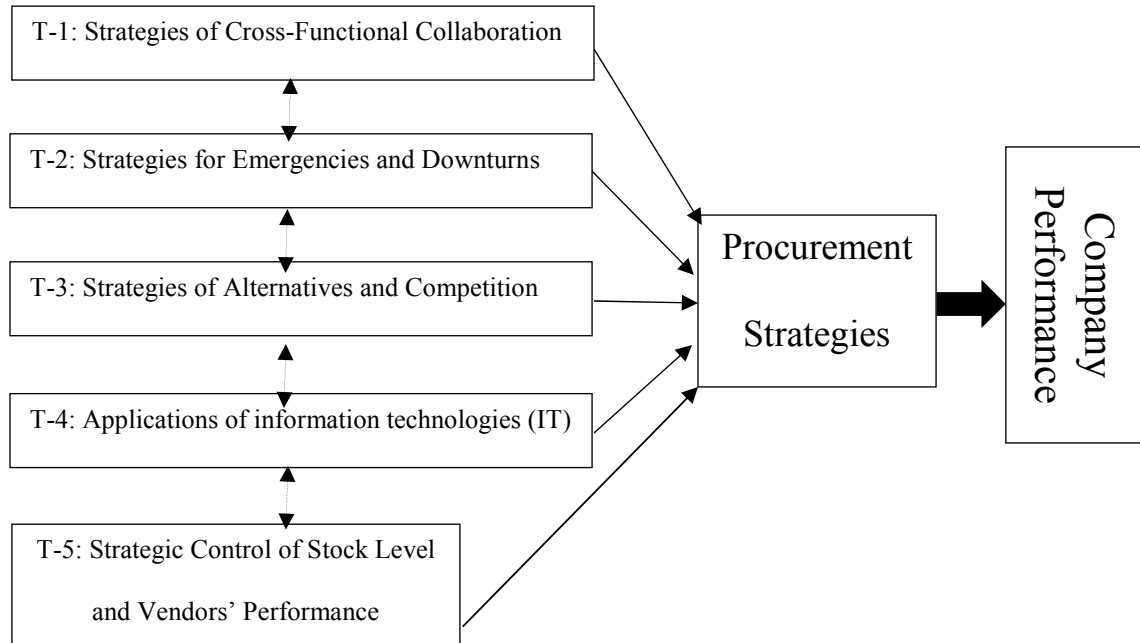 T-1: Strategies of Cross-Functional Collaboration
T-2: Strategies for Emergencies and Downturns
T-3: Strategies of Alternatives and Competition
T-4: Applications of information technologies (IT)
T-5: Strategic Control of Stock Level
and Vendors’ Performance
Procurement
Strategies
Company
Performance